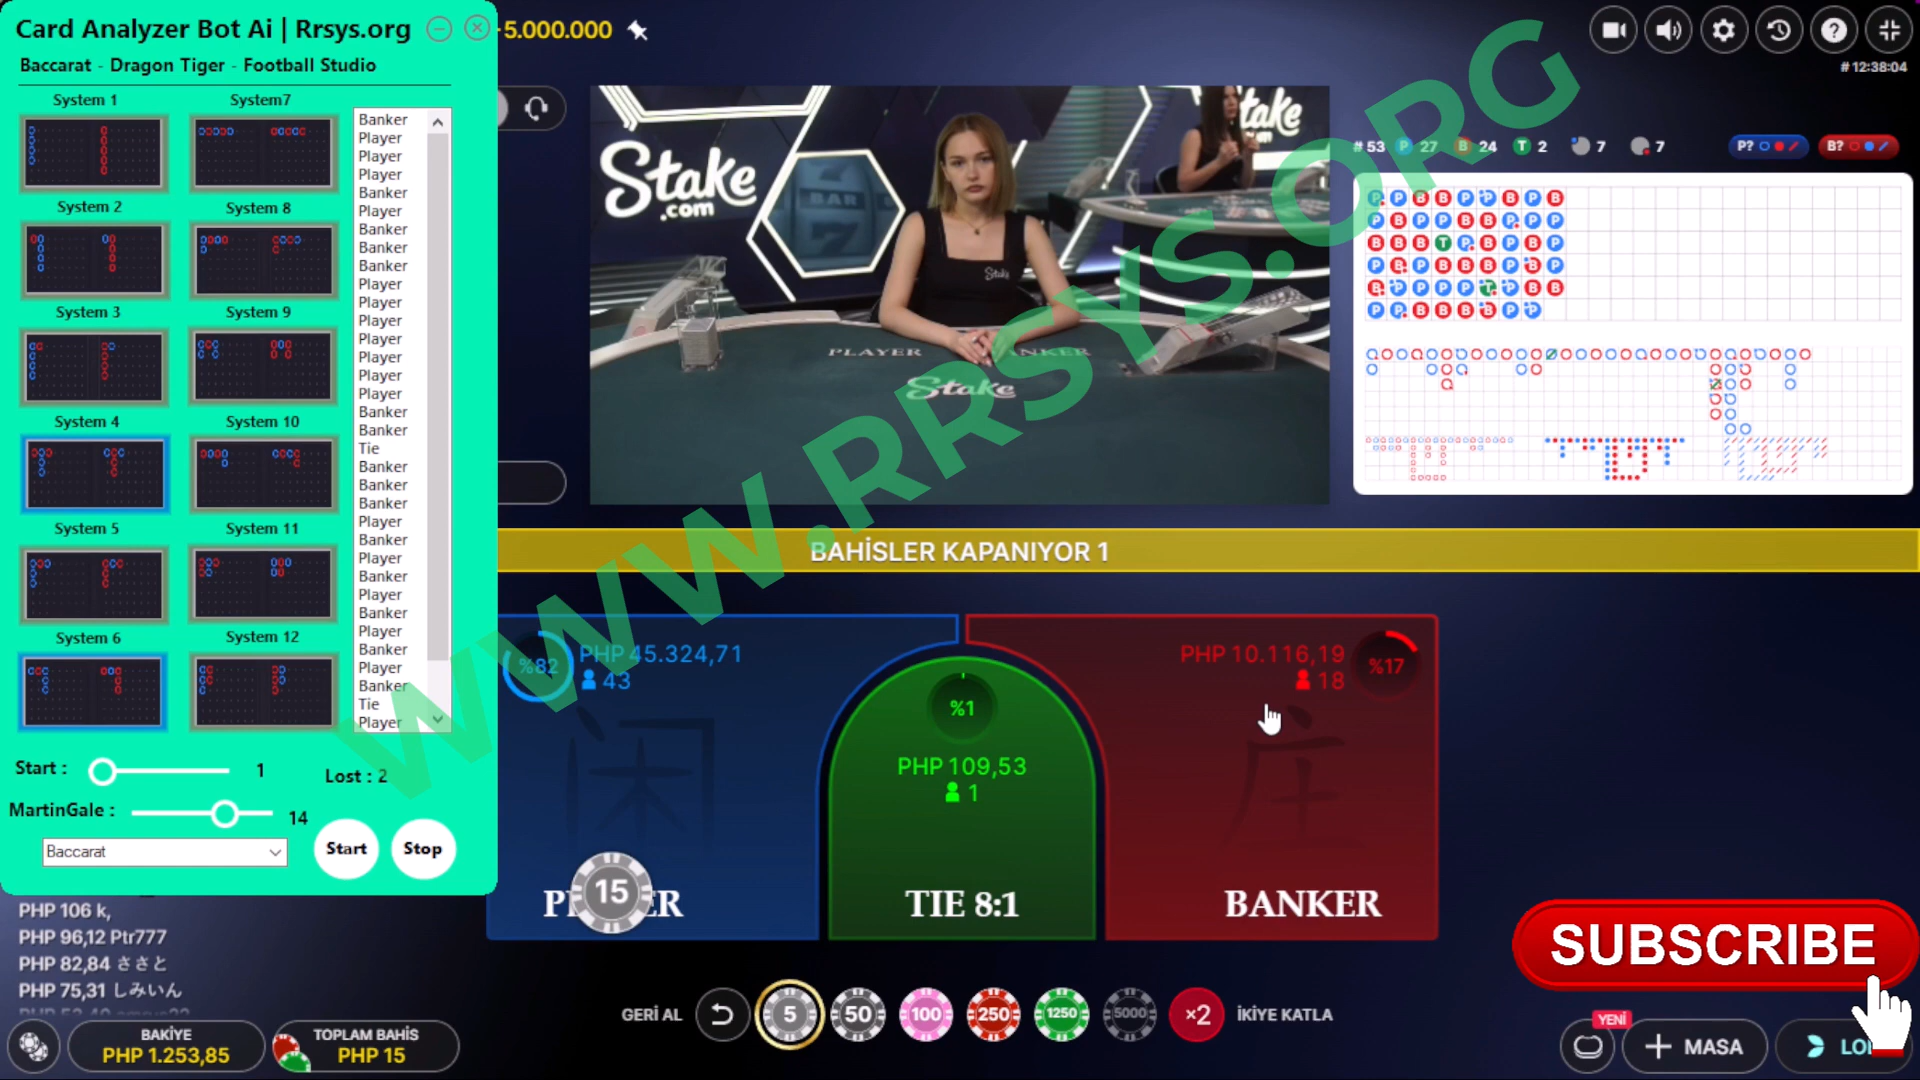 Card Analyzer Bot Ai | Rrsys.org
Baccarat - Dragon Tiger - Football Studio
System 1
System7
System 2
System 8
System 3
System 9
System 4
System 10
System 5
System 11
System 6
System 12
Banker
Player
Player
Player
Banker
Player
Banker
Banker
Banker
Player
Player
Player
Player
Player
Player
Player
Banker
Banker
Tie
Banker
Banker
Banker
Player
Banker
Player
Banker
Player
Banker
Player
Banker
Player
Banker
Tie
Player
Start :
1
Lost : 2
MartinGale :
14
Baccarat
Start
Stop
5.000.000
# 12:38:04
Stake
.com
BAR
Stake
.com
Stake
PLAYER
BANKER
Stake
# 53 P 27 B 24 T 2 7 7
P?
B?
P P B B P P B P B
P B P P B B P P P
B B B T P B P B P
P B P B B B P B P
B P P P P T P B B
P P B B B B P P
WWW.RRSYS.ORG
BAHİSLER KAPANIYOR 1
%82
PHP 45.324,71
43
%1
PHP 109,53
1
PHP 10.116,19
18
%17
闲
庄
15
TIE 8:1
BANKER
PHP 106 k,
PHP 96,12 Ptr777
PHP 82,84 ささと
PHP 75,31 しみいん
BAKİYE
PHP 1.253,85
TOPLAM BAHİS
PHP 15
GERİ AL
5
50
100
250
1250
5000
×2
İKİYE KATLA
SUBSCRIBE
YENİ
MASA